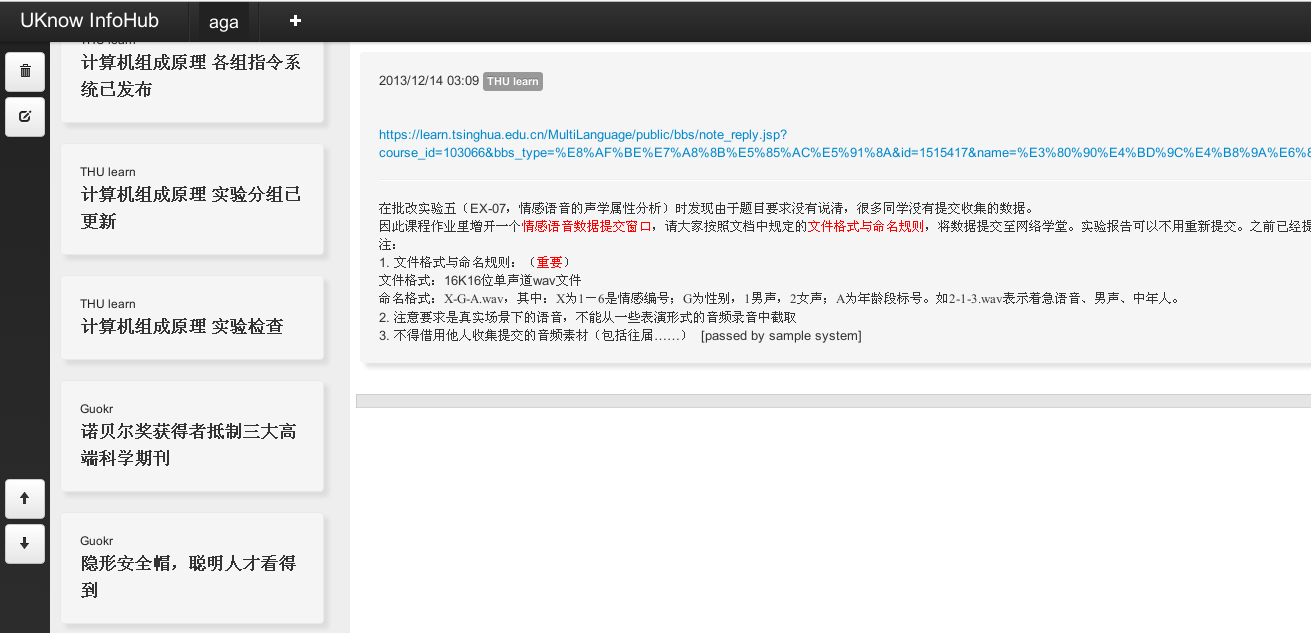 UKnow InfoHub
aga
+
THU learn
计算机组成原理 各组指令系
统已发布
THU learn
计算机组成原理 实验分组已
更新
THU learn
计算机组成原理 实验检查
Guokr
诺贝尔奖获得者抵制三大高
端科学期刊
Guokr
隐形安全帽，聪明人才看得
到
2013/12/14 03:09 THU learn
https://learn.tsinghua.edu.cn/MultiLanguage/public/bbs/note_reply.jsp?
course_id=103066&bbs_type=%E8%AF%BE%E7%A8%8B%E5%85%AC%E5%91%8A&id=1515417&name=%E3%80%90%E4%BD%9C%E4%B8%9A%E6%8
在批改实验五（EX-07，情感语音的声学属性分析）时发现由于题目要求没有说清，很多同学没有提交收集的数据。
因此课程作业里增开一个情感语音数据提交窗口，请大家按照文档中规定的文件格式与命名规则，将数据提交至网络学堂。实验报告可以不用重新提交。之前已经提
注：
1. 文件格式与命名规则：（重要）
文件格式：16K16位单声道wav文件
命名格式：X-G-A.wav，其中：X为1－6是情感编号；G为性别，1男声，2女声；A为年龄段标号。如2-1-3.wav表示着急语音、男声、中年人。
2. 注意要求是真实场景下的语音，不能从一些表演形式的音频录音中截取
3. 不得借用他人收集提交的音频素材（包括往届……） [passed by sample system]